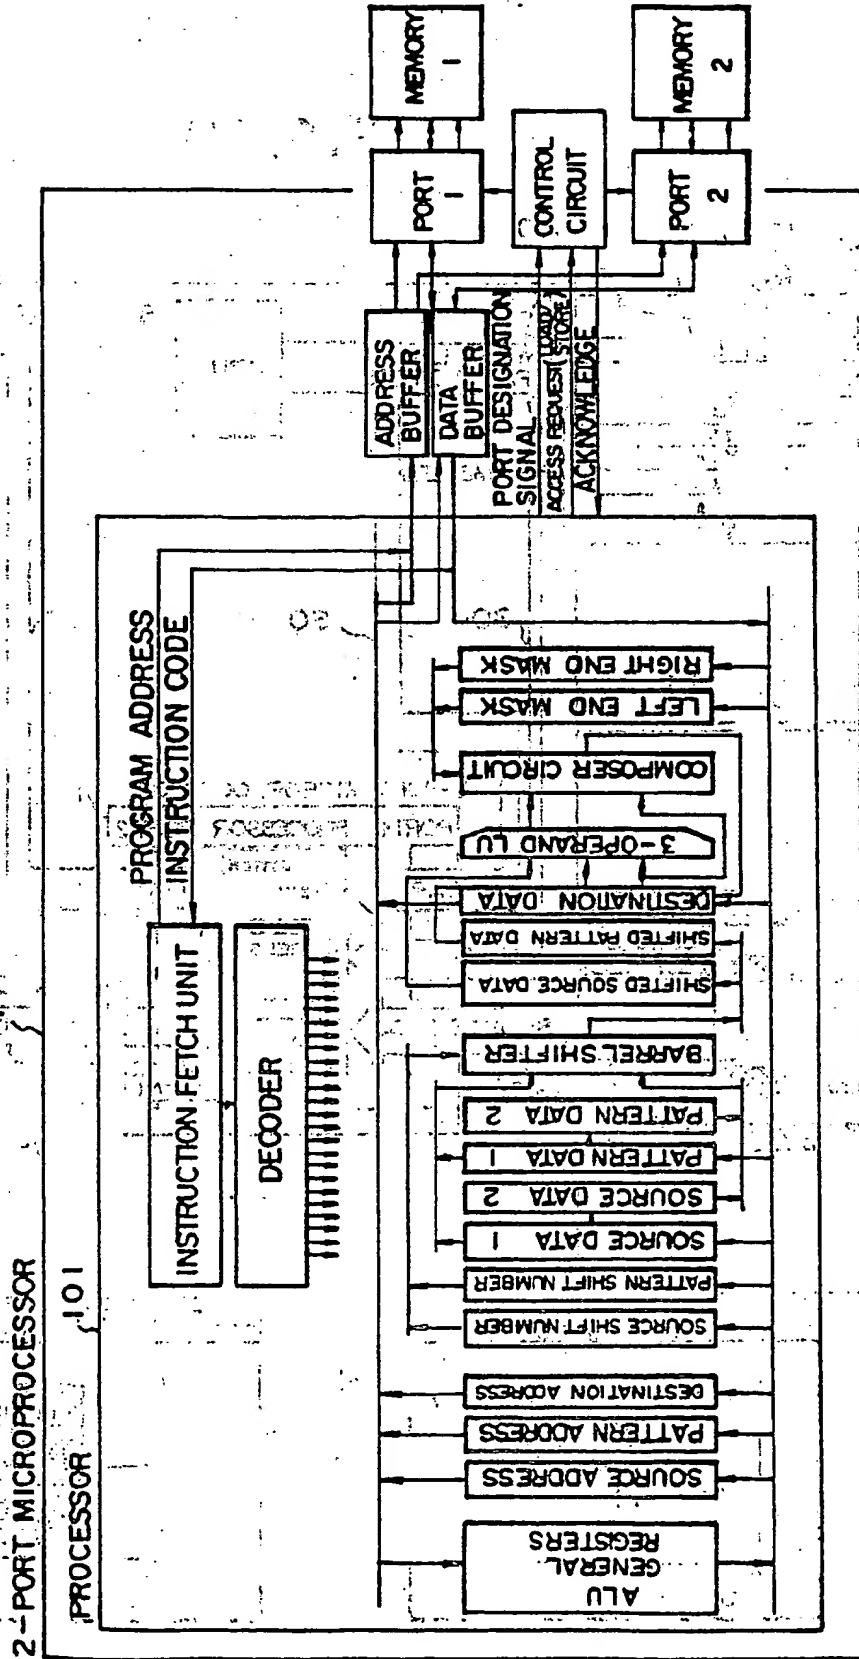 2-PORT MICROPROCESSOR
PROCESSOR
101
PROGRAM ADDRESS
INSTRUCTION CODE
INSTRUCTION FETCH UNIT
DECODER
ADDRESS
BUFFER
DATA
BUFFER
PORT
1
MEMORY
1
PORT DESIGNATION
SIGNAL
ACCESS REQUEST (LOAD/
STORE)
ACKNOWLEDGE
CONTROL
CIRCUIT
PORT
2
MEMORY
2
ALU
GENERAL
REGISTERS
SOURCE ADDRESS
PATTERN ADDRESS
DESTINATION ADDRESS
SOURCE SHIFT NUMBER
PATTERN SHIFT NUMBER
SOURCE DATA 1
SOURCE DATA 2
PATTERN DATA 1
PATTERN DATA 2
BARREL SHIFTER
SHIFTED SOURCE DATA
SHIFTED PATTERN DATA
DESTINATION DATA
3-OPERAND LU
COMPOSER CIRCUIT
LEFT END MASK
RIGHT END MASK